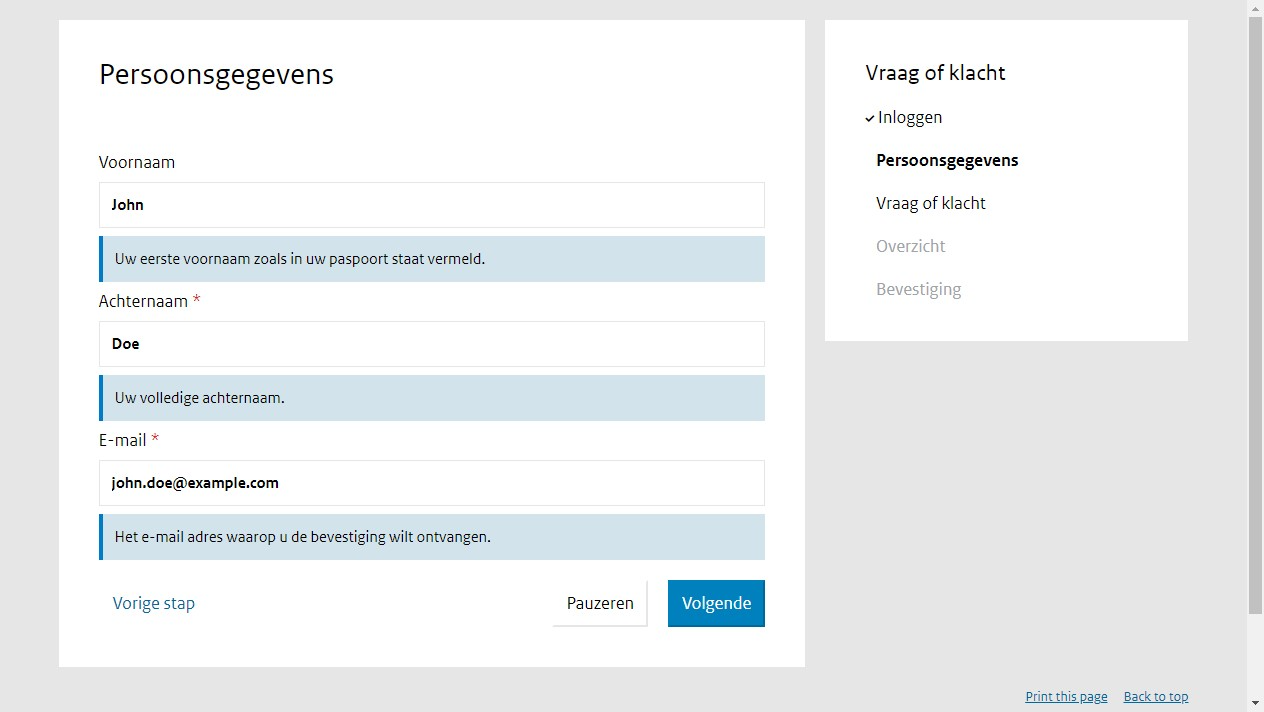 Persoonsgegevens
Voornaam
John
Uw eerste voornaam zoals in uw paspoort staat vermeld.
Achternaam *
Doe
Uw volledige achternaam.
E-mail *
john.doe@example.com
Het e-mail adres waarop u de bevestiging wilt ontvangen.
Vorige stap
Pauzeren
Volgende
Vraag of klacht
Inloggen
Persoonsgegevens
Vraag of klacht
Overzicht
Bevestiging
Print this page
Back to top